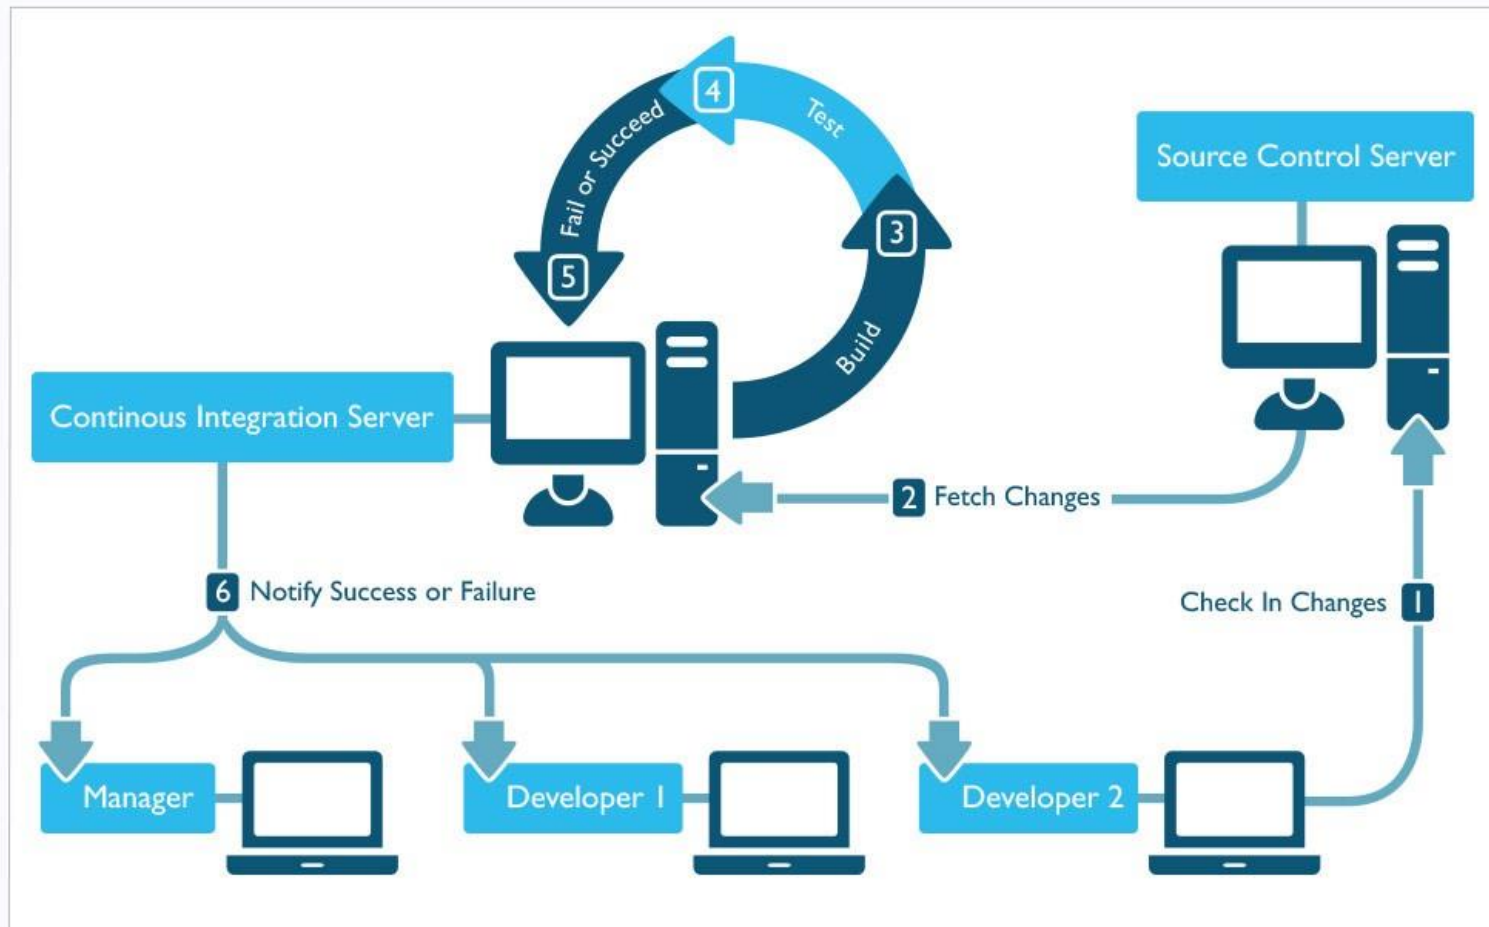 4
Test
Fail or Succeed
5
3
Build
Source Control Server
Continous Integration Server
2 Fetch Changes
6 Notify Success or Failure
Check In Changes 1
Manager
Developer 1
Developer 2